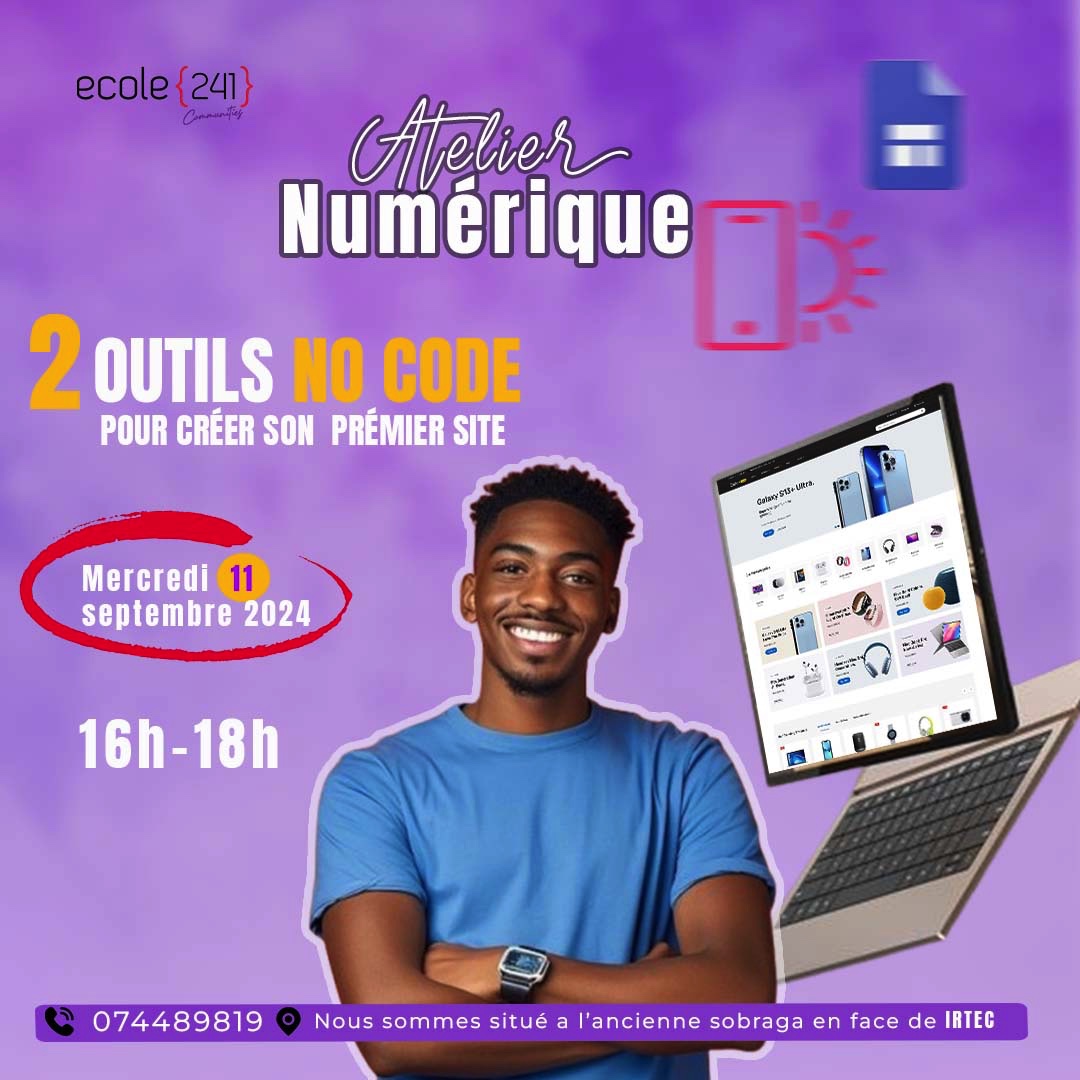 ecole {241}
Communities
Atelier
Numérique
2 OUTILS NO CODE
POUR CRÉER SON PRÉMIER SITE
Mercredi 11
septembre 2024
16h-18h
Galaxy S13+ Ultra.
074489819 Nous sommes situé a l'ancienne sobraga en face de IRTEC